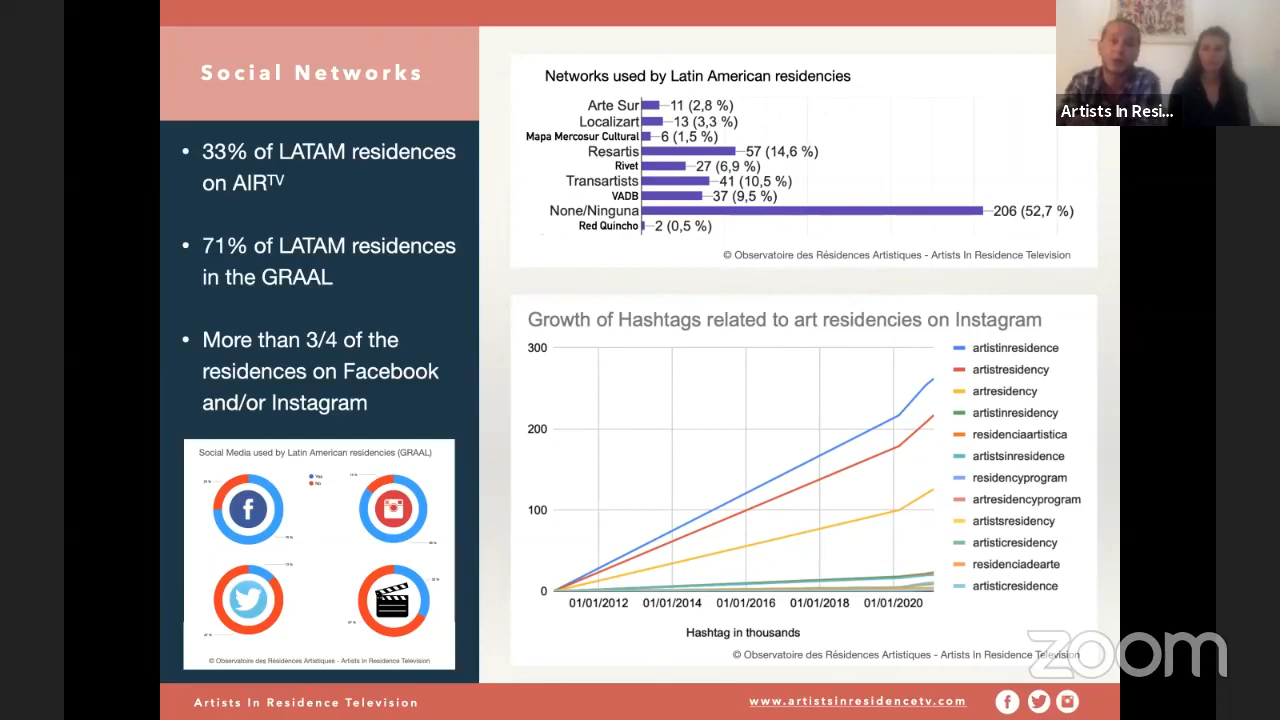 Social Networks
• 33% of LATAM residences
on AIRTV
• 71% of LATAM residences
in the GRAAL
• More than 3/4 of the
residences on Facebook
and/or Instagram
Social Media used by Latin American residencies (GRAAL)
Yes
No
© Observatoire des Résidences Artistiques - Artists In Residence Television
Networks used by Latin American residencies
Arte Sur 11 (2,8 %)
Localizart 13 (3,3 %)
Mapa Mercosur Cultural 6 (1,5 %)
Resartis 57 (14,6 %)
Rivet 27 (6,9 %)
Transartists 41 (10,5 %)
VADB 37 (9,5 %)
None/Ninguna 206 (52,7 %)
Red Quincho 2 (0,5 %)
© Observatoire des Résidences Artistiques - Artists In Residence Television
Growth of Hashtags related to art residencies on Instagram
300
200
100
0
01/01/2012 01/01/2014 01/01/2016 01/01/2018 01/01/2020
Hashtag in thousands
artistinresidence
artistresidency
artresidency
artistinresidency
residenciaartistica
artistsinresidence
residencyprogram
artresidencyprogram
artistsresidency
artisticresidency
residenciadearte
artisticresidence
© Observatoire des Résidences Artistiques - Artists In Residence Television
Artists In Resi...
zoom
Artists In Residence Television
www.artistsinresidencetv.com